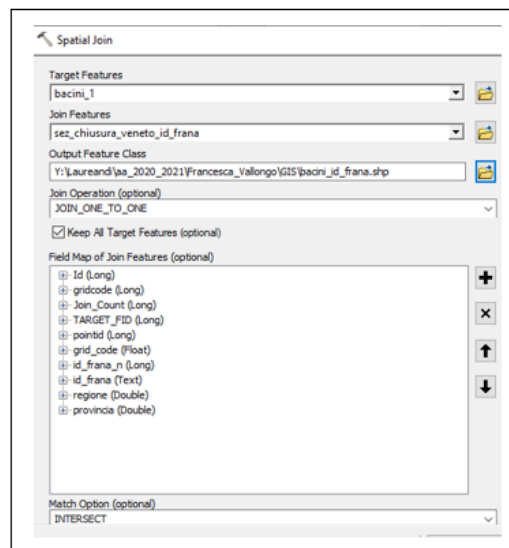 Spatial Join
Target Features
bacini_1
Join Features
sez_chiusura_veneto_id_frana
Output Feature Class
Y:\Laureandi\aa_2020_2021\Francesca_Vallongo\GIS\bacini_id_frana.shp
Join Operation (optional)
JOIN_ONE_TO_ONE
Keep All Target Features (optional)
Field Map of Join Features (optional)
Id (Long)
gridcode (Long)
Join_Count (Long)
TARGET_FID (Long)
pointid (Long)
grid_code (Float)
id_frana_n (Long)
id_frana (Text)
regione (Double)
provincia (Double)
Match Option (optional)
INTERSECT